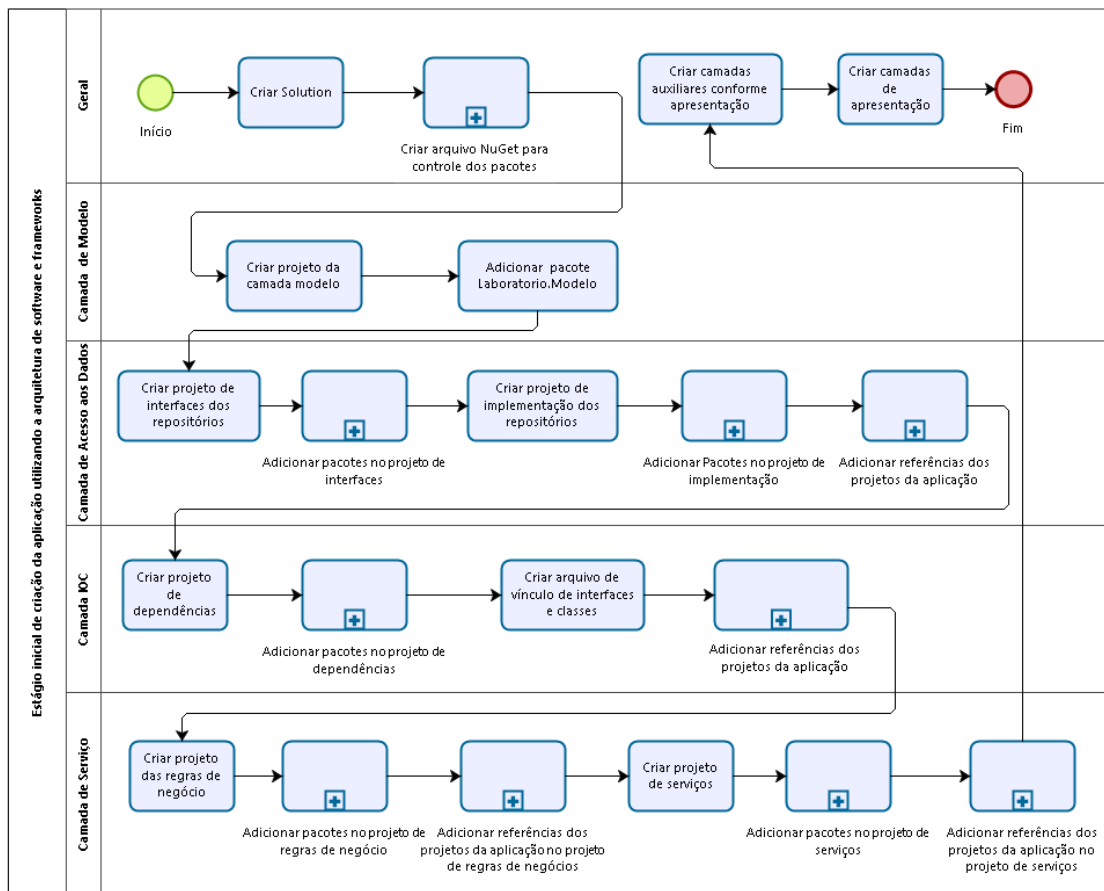 Estágio inicial de criação da aplicação utilizando a arquitetura de software e frameworks
Geral
Início
Criar Solution
Criar arquivo NuGet para
controle dos pacotes
Criar camadas
auxiliares conforme
apresentação
Criar camadas
de
apresentação
Fim
Camada de Modelo
Criar projeto da
camada modelo
Adicionar pacote
Laboratorio.Modelo
Camada de Acesso aos Dados
Criar projeto de
interfaces dos
repositórios
Adicionar pacotes no projeto de
interfaces
Criar projeto de
implementação dos
repositórios
Adicionar Pacotes no projeto de
implementação
Adicionar referências dos
projetos da aplicação
Camada IOC
Criar projeto
de
dependências
Adicionar pacotes no projeto de
dependências
Criar arquivo de
vínculo de interfaces
e classes
Adicionar referências dos
projetos da aplicação
Camada de Serviço
Criar projeto
das regras de
negócio
Adicionar pacotes no projeto de
regras de negócio
Adicionar referências dos
projetos da aplicação no projeto
de regras de negócios
Criar projeto
de serviços
Adicionar pacotes no projeto de
serviços
Adicionar referências dos
projetos da aplicação no
projeto de serviços